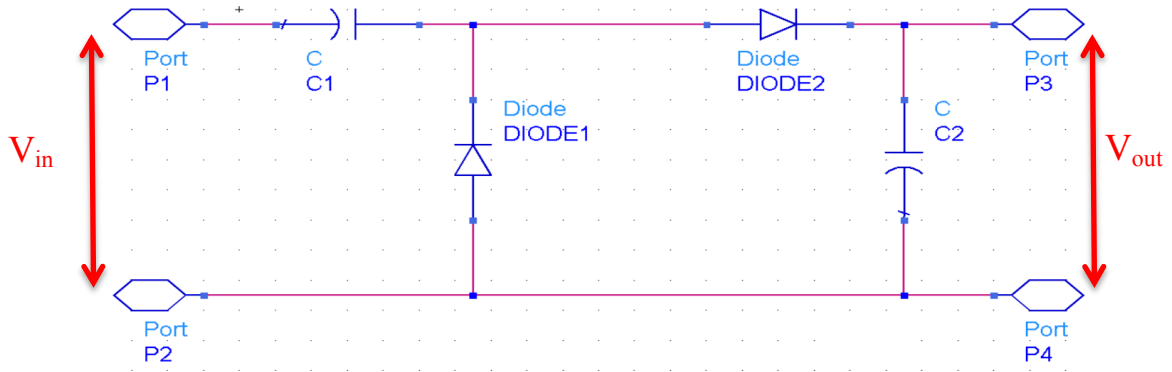 Port
P1
C
C1
Diode
DIODE2
Port
P3
Diode
DIODE1
C
C2
Vin
Vout
Port
P2
Port
P4